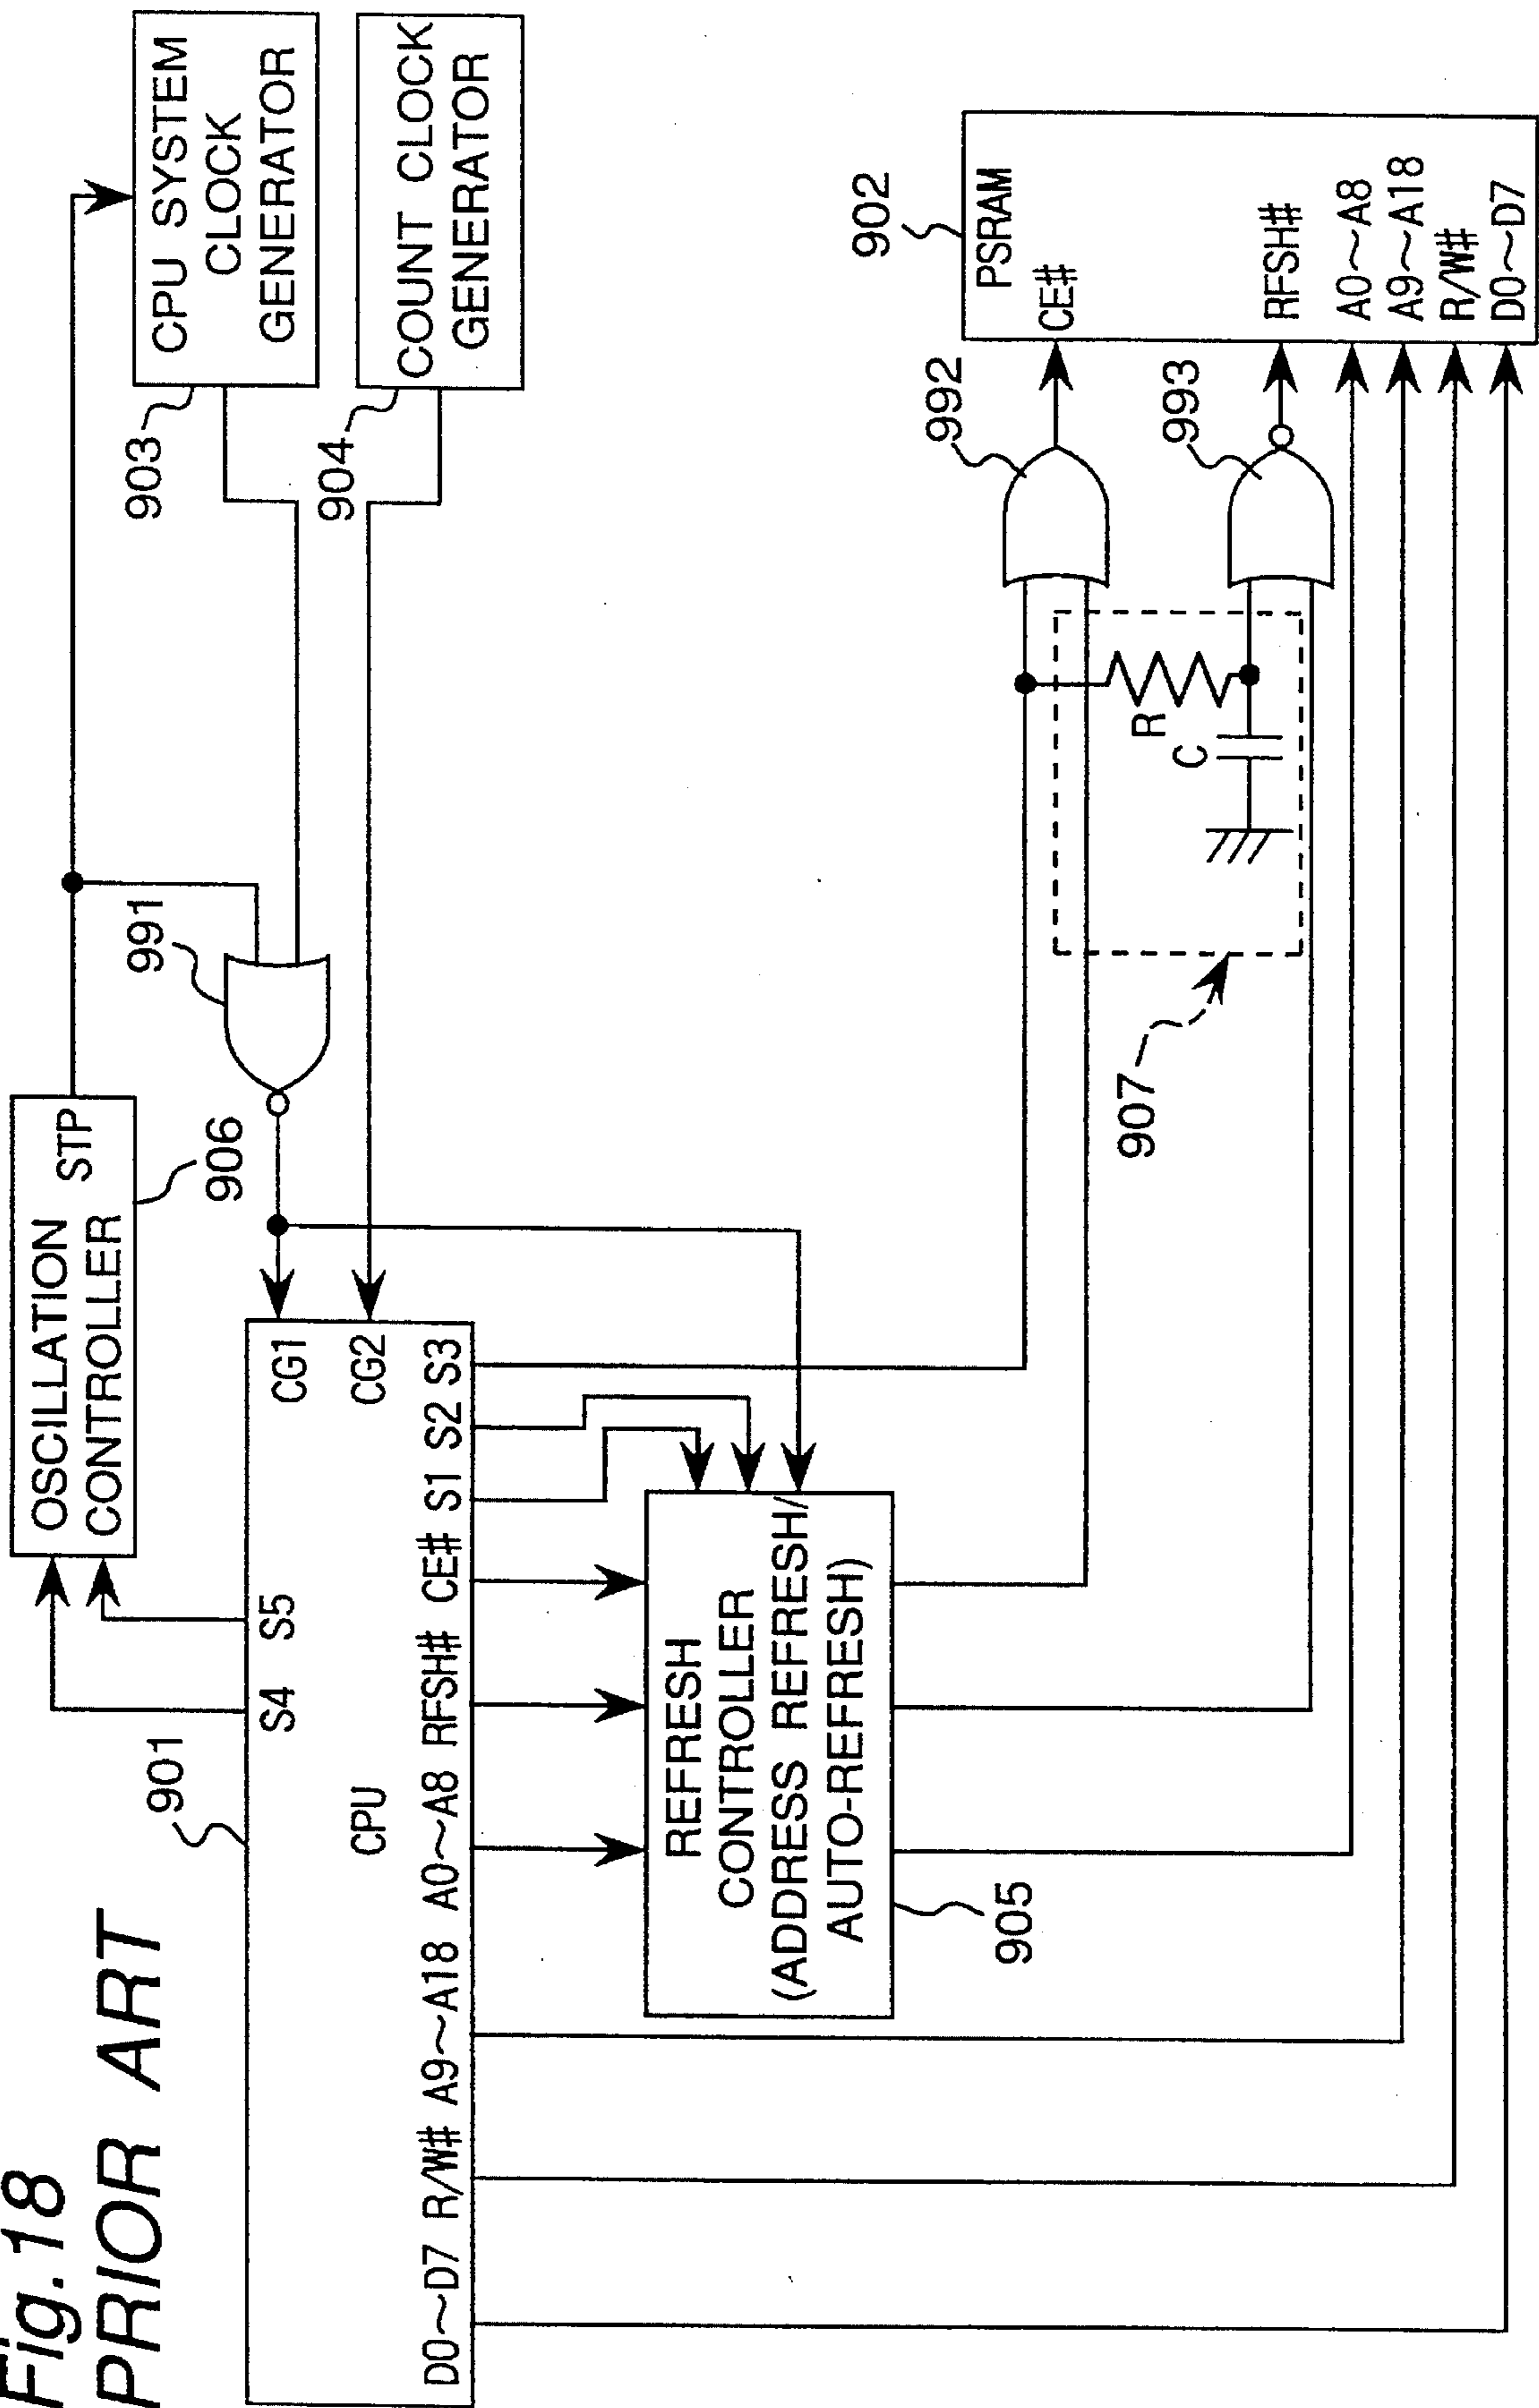 Fig.18
PRIOR ART
OSCILLATION
CONTROLLER
STP
906
CPU SYSTEM
CLOCK
GENERATOR
903
COUNT CLOCK
GENERATOR
904
991
901
S4
S5
CG1
CG2
CPU
D0~D7
R/W#
A9~A18
A0~A8
RFSH#
CE#
S1
S2
S3
REFRESH
CONTROLLER
(ADDRESS REFRESH/
AUTO-REFRESH)
905
907
R
C
992
993
902
PSRAM
CE#
RFSH#
A0~A8
A9~A18
R/W#
D0~D7